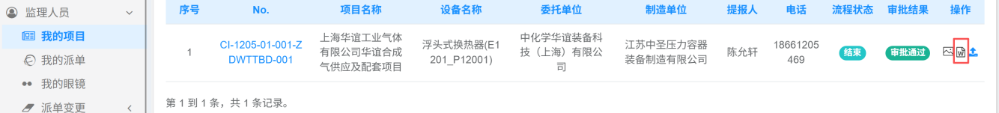 监理人员
我的项目
我的派单
我的眼镜
派单变更
序号 No. 项目名称 设备名称 委托单位 制造单位 提报人 电话 流程状态 审批结果 操作
1
CI-1205-01-001-Z
DWTTBD-001
上海华谊工业气体
有限公司华谊合成
气供应及配套项目
浮头式换热器(E1
201_P12001)
中化学华谊装备科
技（上海）有限公
司
江苏中圣压力容器
装备制造有限公司
陈允轩
18661205
469
结束
审批通过
第 1 到 1 条，共 1 条记录。